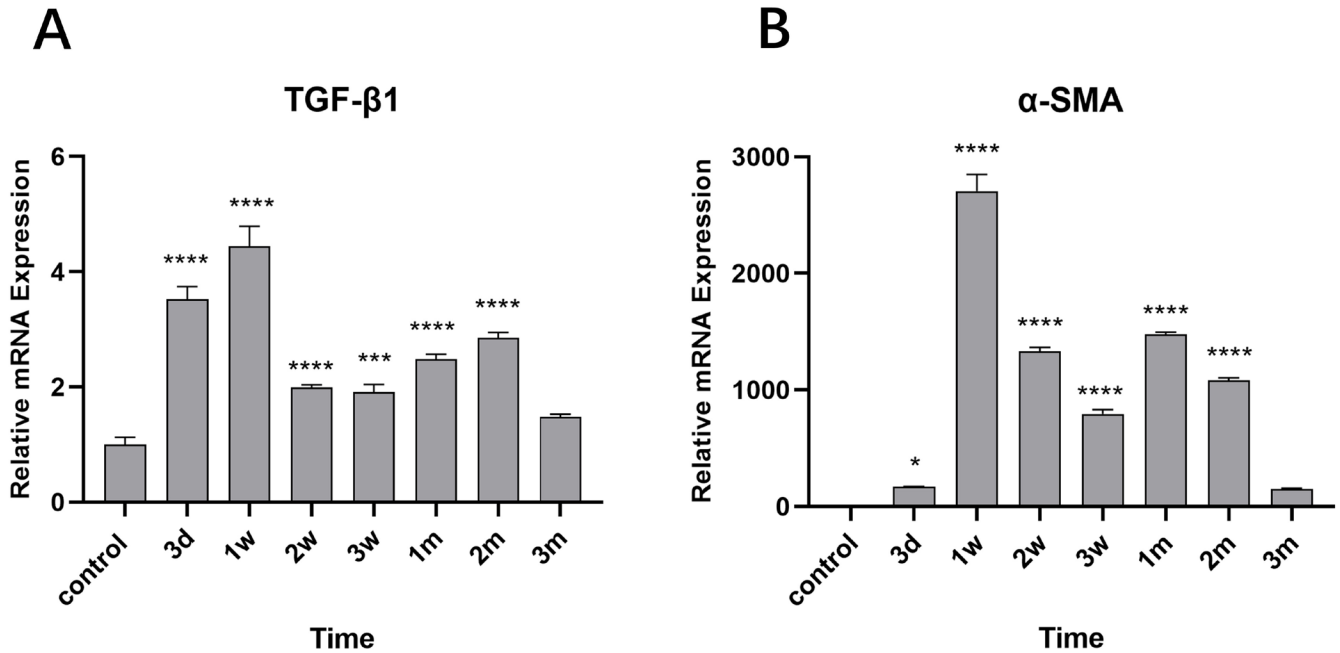 A
TGF-β1
Relative mRNA Expression
6
4
2
0
****
****
****
***
****
****
control
3d
1w
2w
3w
1m
2m
3m
Time
B
α-SMA
Relative mRNA Expression
3000
2000
1000
0
*
****
****
****
****
****
control
3d
1w
2w
3w
1m
2m
3m
Time